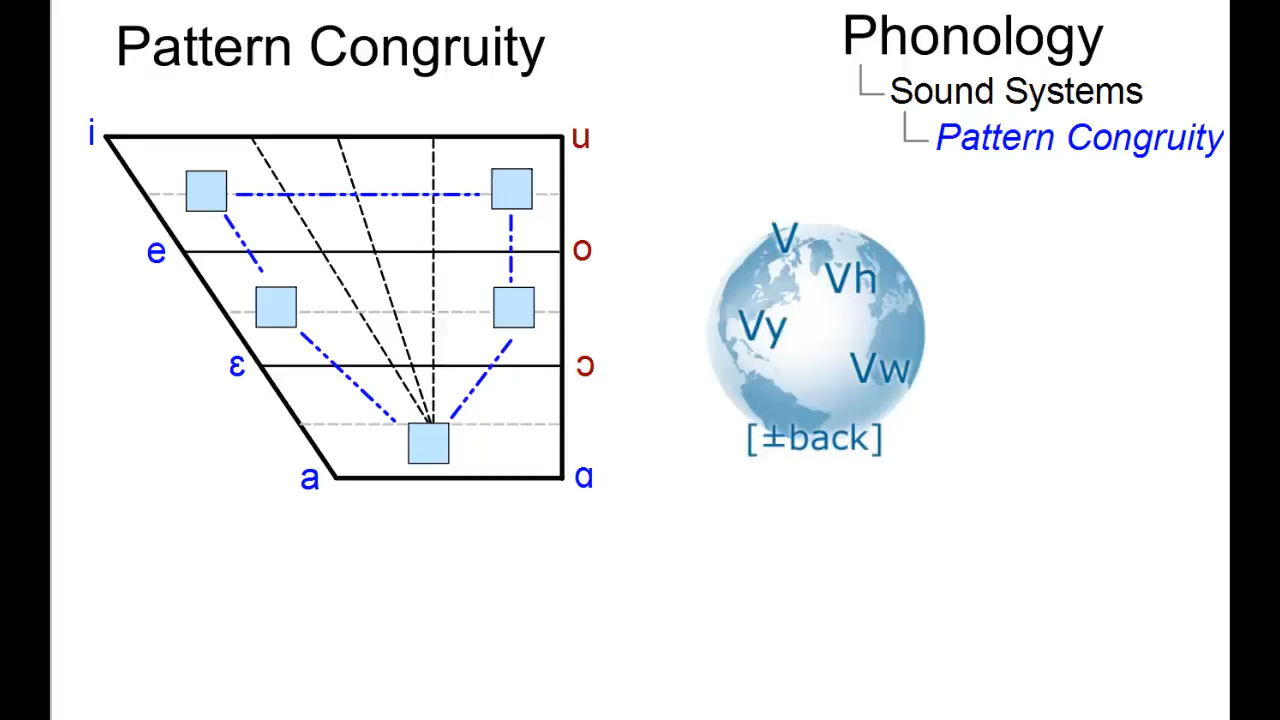 Pattern Congruity
Phonology
Sound Systems
Pattern Congruity
i
u
e
o
ɛ
ɔ
a
ɑ
V
Vh
Vy
Vw
[±back]